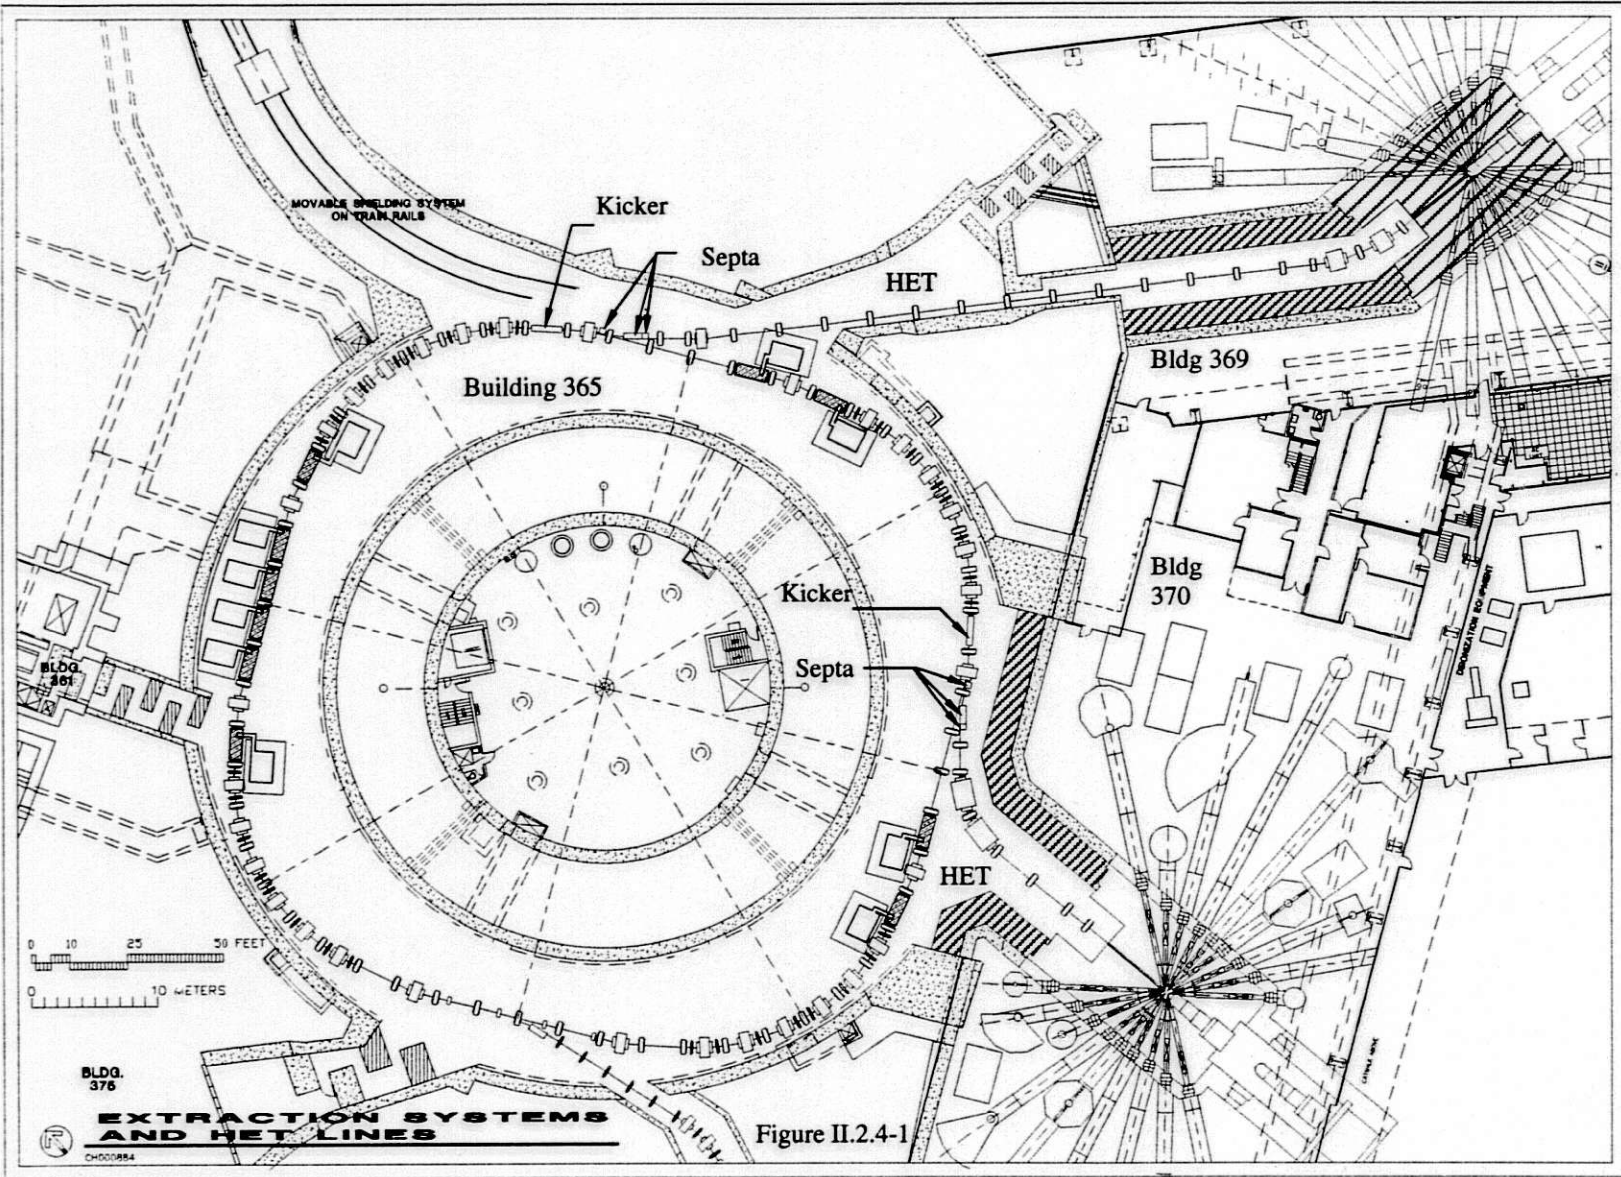 MOVABLE SHIELDING SYSTEM
ON TRAIN RAILS
Kicker
Septa
HET
Bldg 369
Building 365
Bldg
370
Kicker
Septa
BLDG.
361
HET
0 10 25 50 FEET
0 10 METERS
BLDG.
375
EXTRACTION SYSTEMS
AND HET LINES
CH000884
Figure II.2.4-1